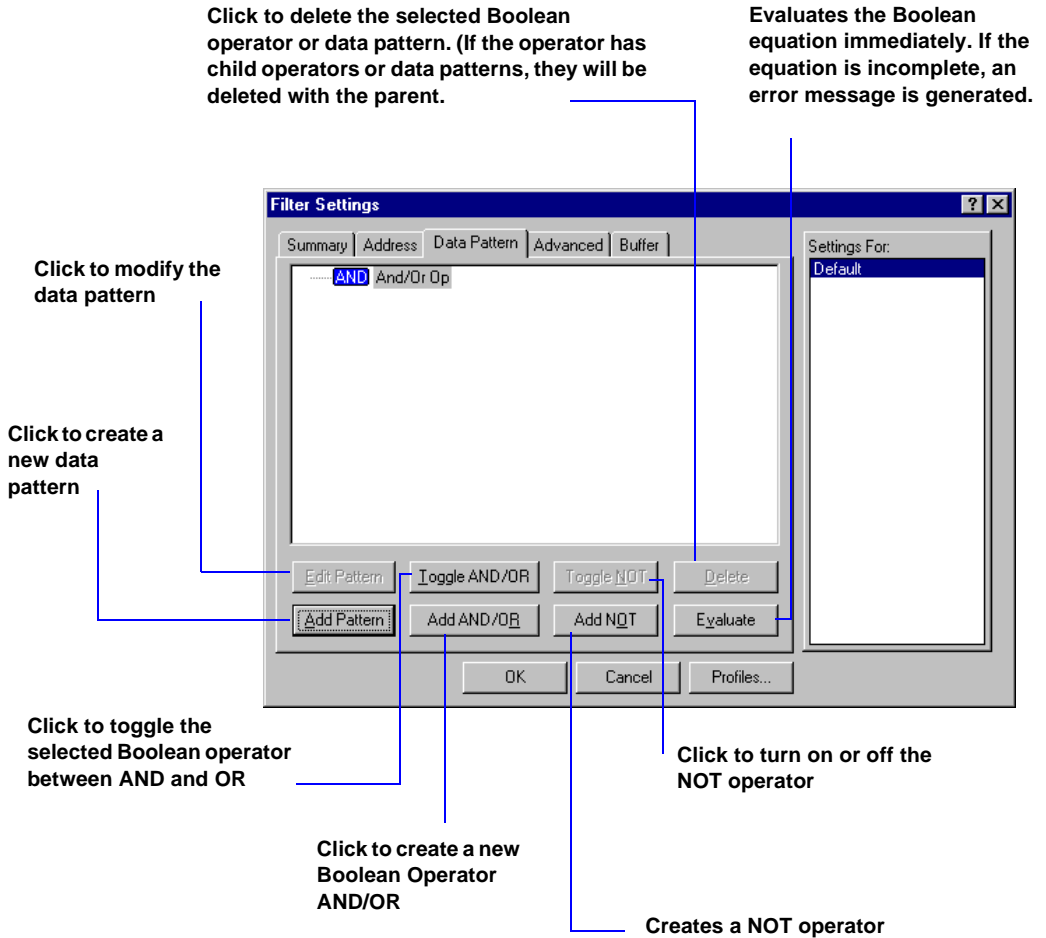 Click to delete the selected Boolean
operator or data pattern. (If the operator has
child operators or data patterns, they will be
deleted with the parent.
Evaluates the Boolean
equation immediately. If the
equation is incomplete, an
error message is generated.
Filter Settings
Summary Address Data Pattern Advanced Buffer
Settings For:
Default
AND And/Or Op
Click to modify the
data pattern
Click to create a
new data
pattern
Edit Pattern Toggle AND/OR Toggle NOT Delete
Add Pattern Add AND/OR Add NOT Evaluate
OK Cancel Profiles...
Click to toggle the
selected Boolean operator
between AND and OR
Click to turn on or off the
NOT operator
Click to create a new
Boolean Operator
AND/OR
Creates a NOT operator